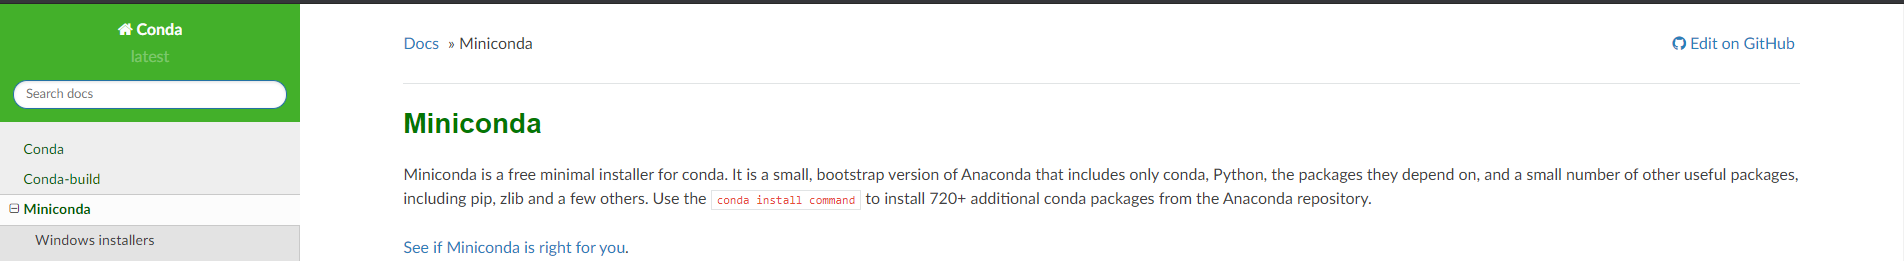 Conda
latest
Search docs
Conda
Conda-build
Miniconda
Windows installers
Docs » Miniconda
Edit on GitHub
Miniconda
Miniconda is a free minimal installer for conda. It is a small, bootstrap version of Anaconda that includes only conda, Python, the packages they depend on, and a small number of other useful packages,
including pip, zlib and a few others. Use the conda install command to install 720+ additional conda packages from the Anaconda repository.
See if Miniconda is right for you.